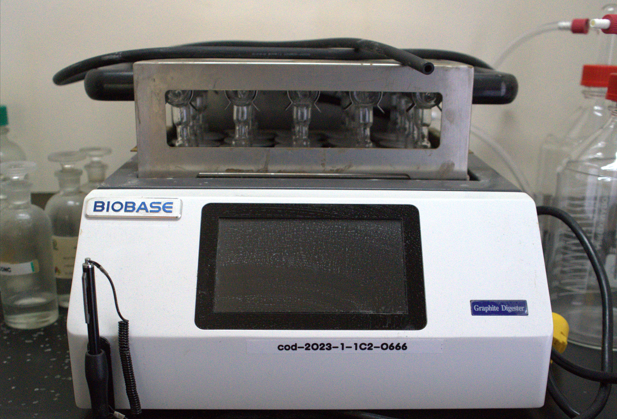 BIOBASE
Graphite Digester
cod-2023-1-1C2-0666